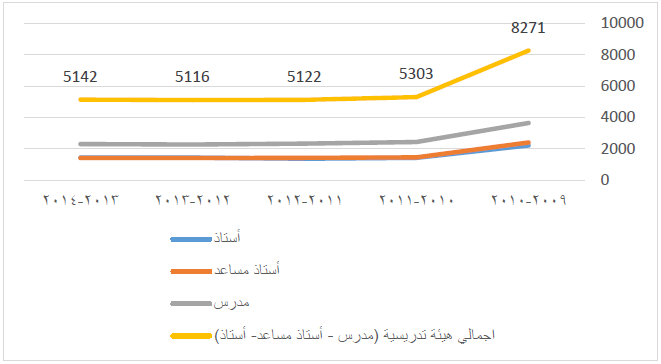 10000
8271
8000
5142 5116 5122 5303
6000
4000
2000
0
٢٠٠٩-٢٠١٠ ٢٠١٠-٢٠١١ ٢٠١١-٢٠١٢ ٢٠١٢-٢٠١٣ ٢٠١٣-٢٠١٤
أستاذ
أستاذ مساعد
مدرس
اجمالي هيئة تدريسية (مدرس - أستاذ مساعد- أستاذ)